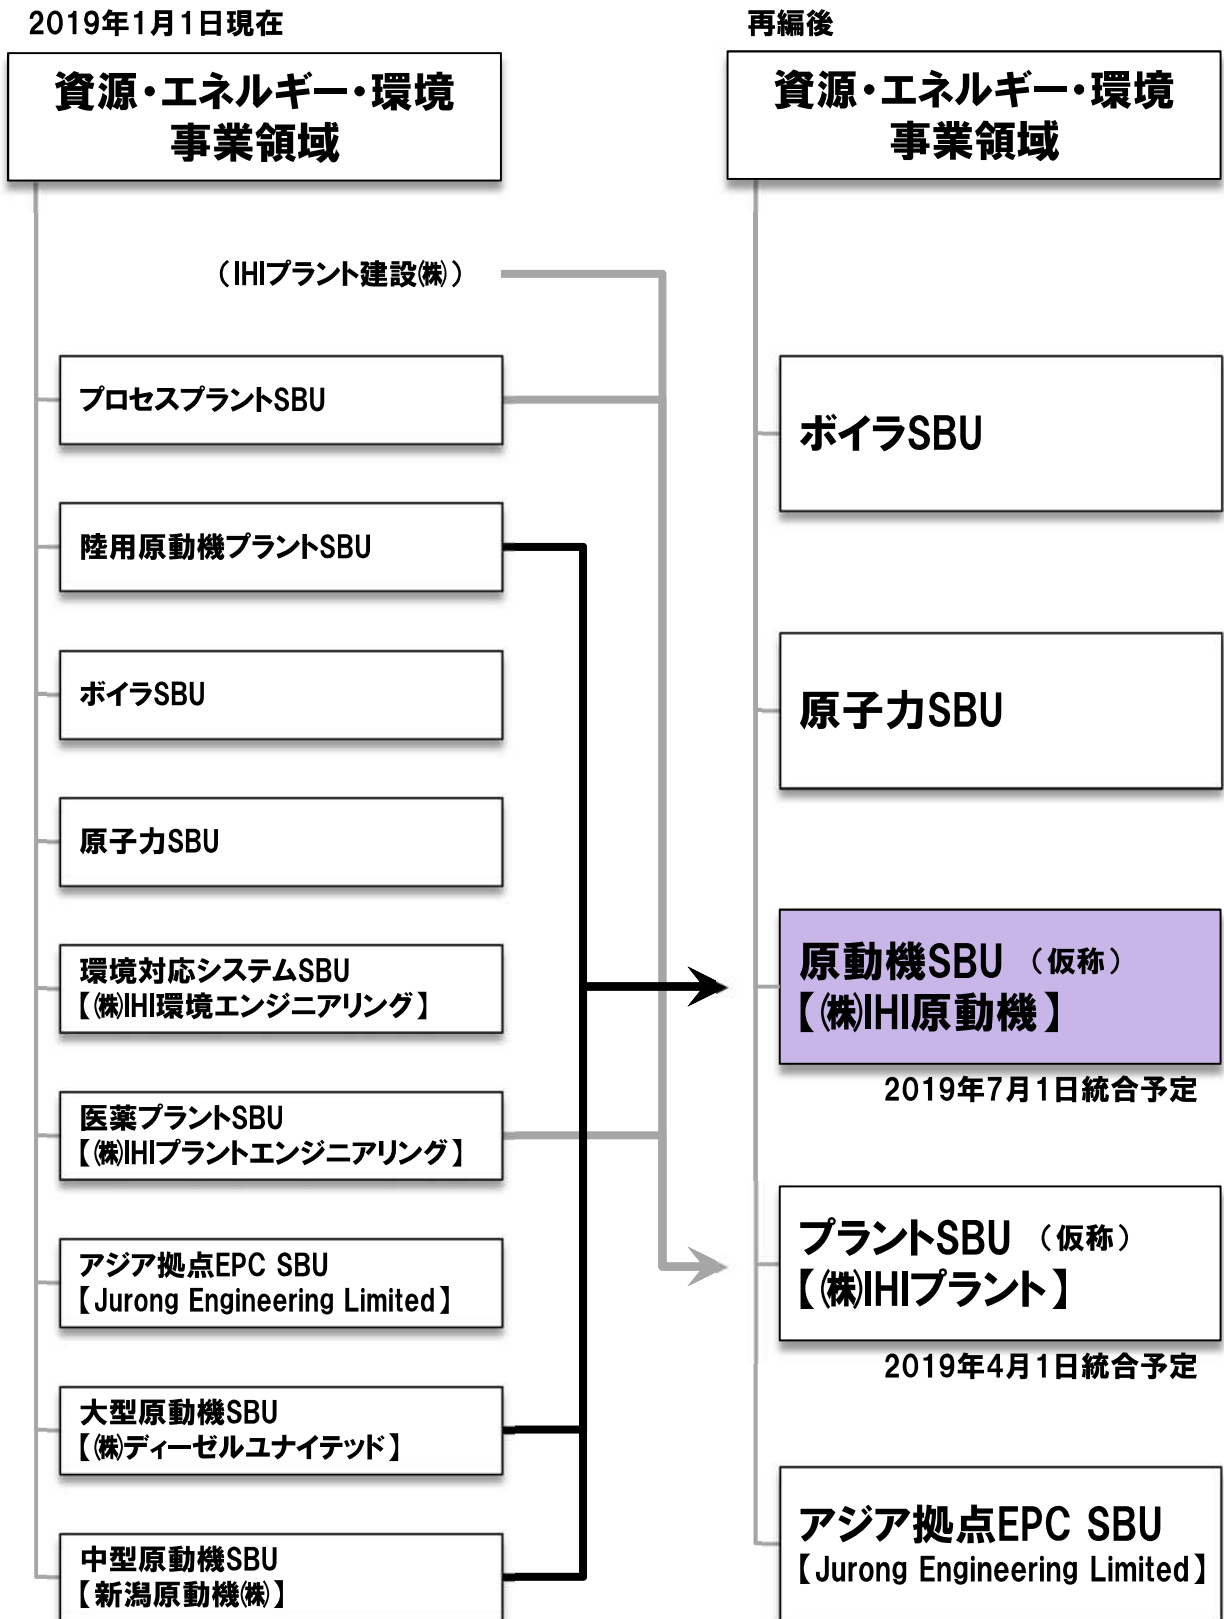 2019年1月1日現在
資源・エネルギー・環境
事業領域
（IHIプラント建設㈱）
プロセスプラントSBU
陸用原動機プラントSBU
ボイラSBU
原子力SBU
環境対応システムSBU
【㈱IHI環境エンジニアリング】
医薬プラントSBU
【㈱IHIプラントエンジニアリング】
アジア拠点EPC SBU
【Jurong Engineering Limited】
大型原動機SBU
【㈱ディーゼルユナイテッド】
中型原動機SBU
【新潟原動機㈱】
再編後
資源・エネルギー・環境
事業領域
ボイラSBU
原子力SBU
原動機SBU（仮称）
【㈱IHI原動機】
2019年7月1日統合予定
プラントSBU（仮称）
【㈱IHIプラント】
2019年4月1日統合予定
アジア拠点EPC SBU
【Jurong Engineering Limited】